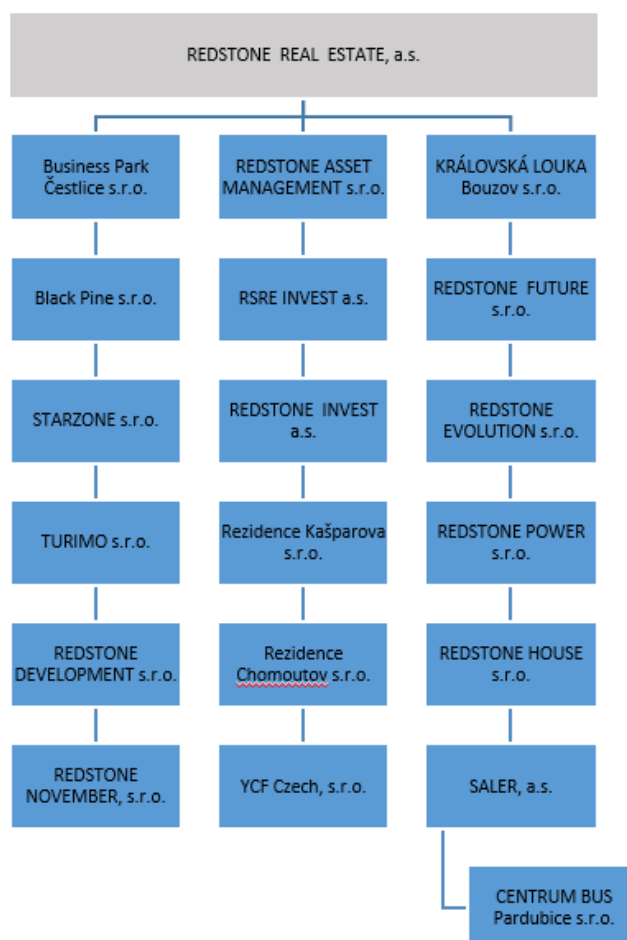 REDSTONE REAL ESTATE, a.s.
Business Park
Čestlice s.r.o.
Black Pine s.r.o.
STARZONE s.r.o.
TURIMO s.r.o.
REDSTONE
DEVELOPMENT s.r.o.
REDSTONE
NOVEMBER, s.r.o.
REDSTONE ASSET
MANAGEMENT s.r.o.
RSRE INVEST a.s.
REDSTONE INVEST
a.s.
Rezidence Kašparova
s.r.o.
Rezidence
Chomoutov s.r.o.
YCF Czech, s.r.o.
KRÁLOVSKÁ LOUKA
Bouzov s.r.o.
REDSTONE FUTURE
s.r.o.
REDSTONE
EVOLUTION s.r.o.
REDSTONE POWER
s.r.o.
REDSTONE HOUSE
s.r.o.
SALER, a.s.
CENTRUM BUS
Pardubice s.r.o.